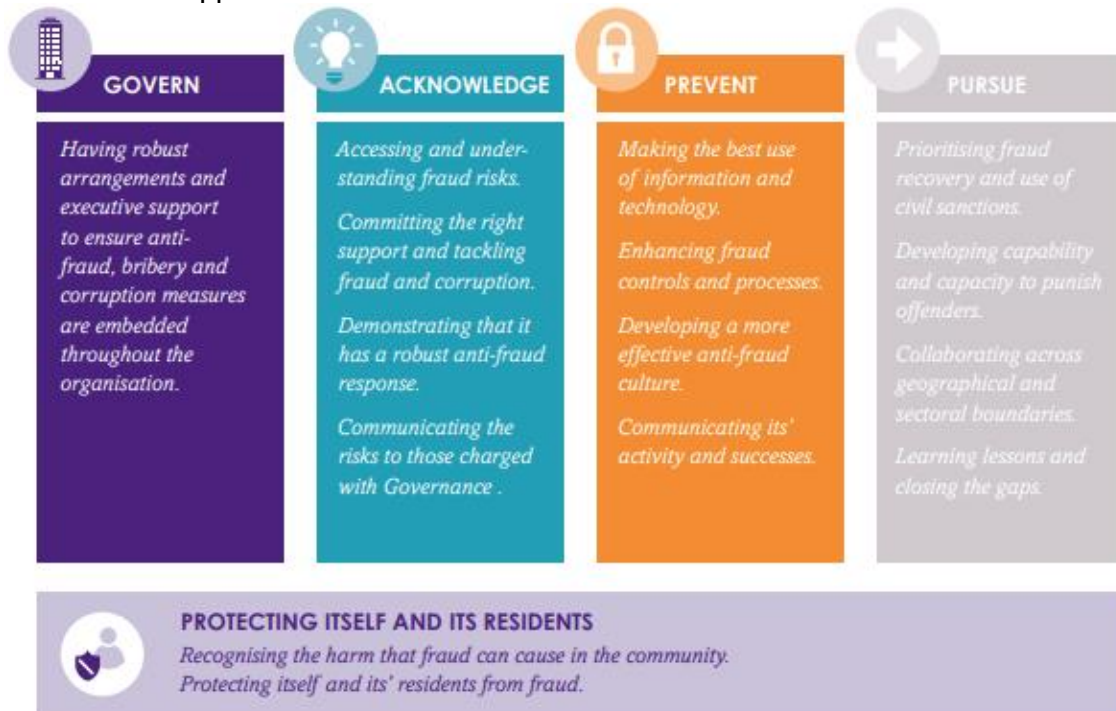 GOVERN
Having robust
arrangements and
executive support
to ensure anti-
fraud, bribery and
corruption measures
are embedded
throughout the
organisation.
ACKNOWLEDGE
Accessing and under-
standing fraud risks.
Committing the right
support and tackling
fraud and corruption.
Demonstrating that it
has a robust anti-fraud
response.
Communicating the
risks to those charged
with Governance .
PREVENT
Making the best use
of information and
technology.
Enhancing fraud
controls and processes.
Developing a more
effective anti-fraud
culture.
Communicating its'
activity and successes.
PURSUE
Prioritising fraud
recovery and use of
civil sanctions.
Developing capability
and capacity to punish
offenders.
Collaborating across
geographical and
sectoral boundaries.
Learning lessons and
closing the gaps.
PROTECTING ITSELF AND ITS RESIDENTS
Recognising the harm that fraud can cause in the community.
Protecting itself and its' residents from fraud.